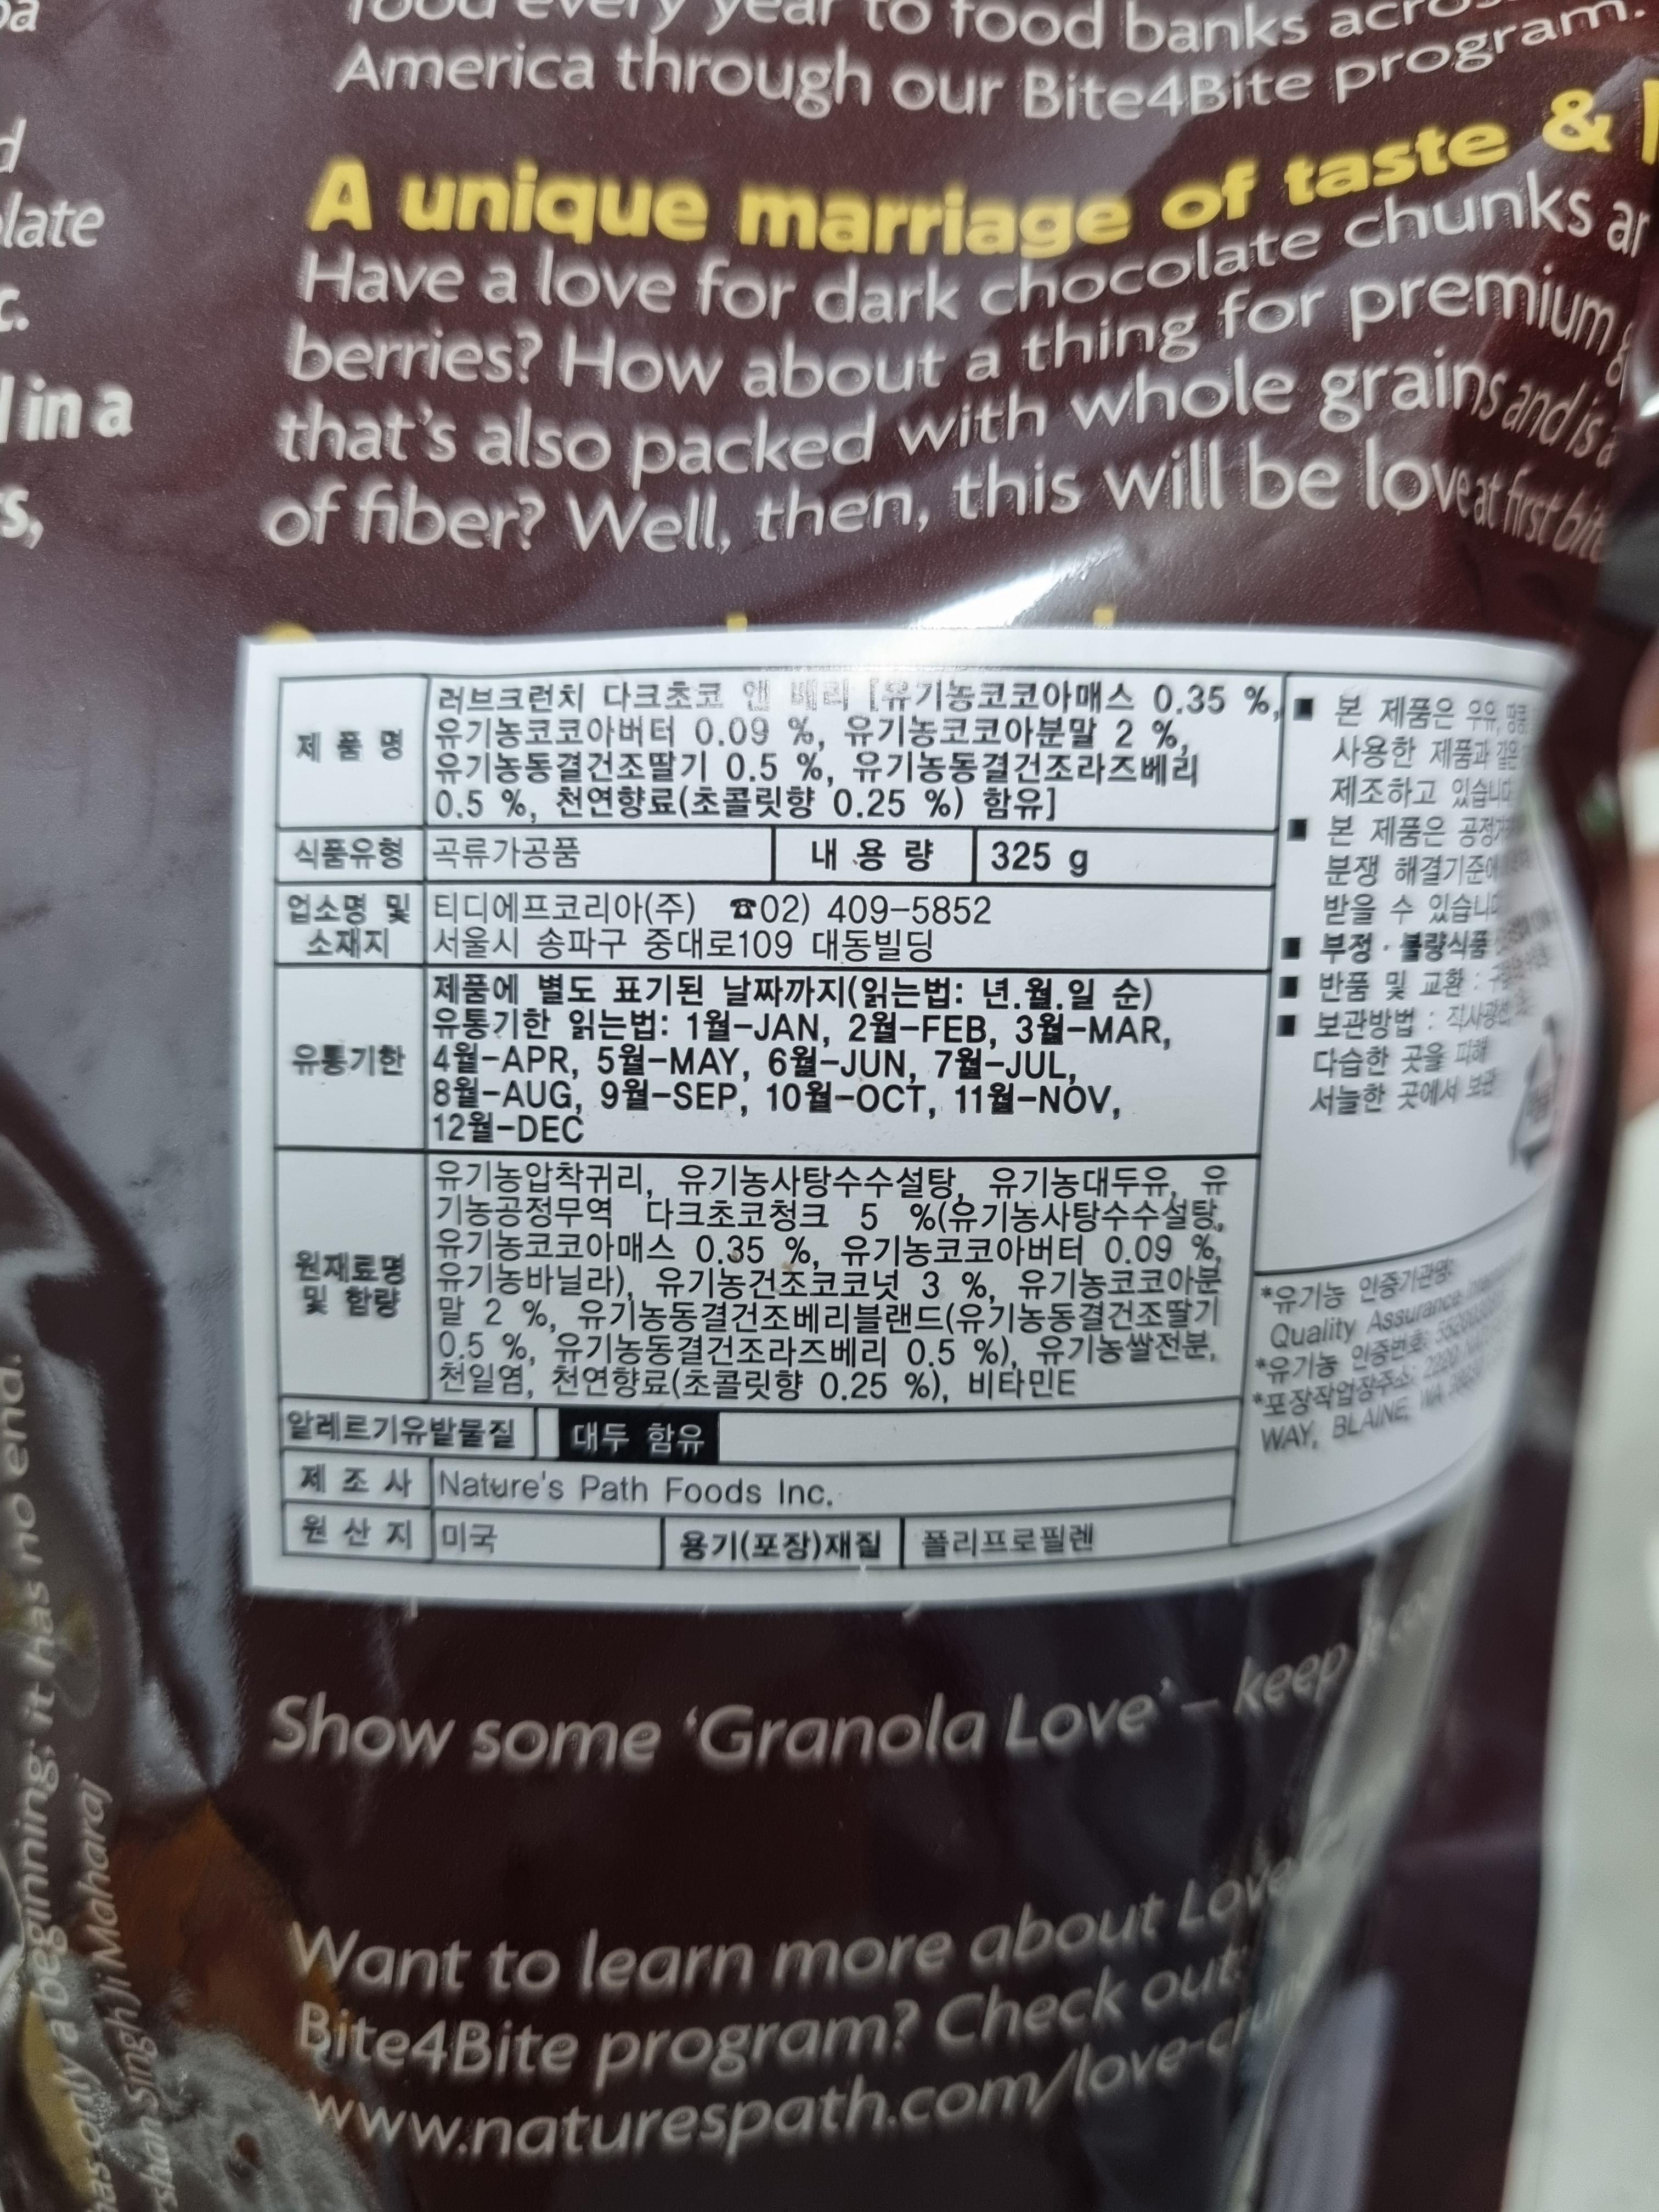 food every year to food banks
America through our Bite4Bite program.
A unique marriage of taste &
Have a love for dark chocolate chunks
berries? How about a thing for premium
that's also packed with whole grains and is a
of fiber? Well, then, this will be love at first bite
late
c.
in a
제 품 명
러브크런치 다크초코 앤 베리 [유기농코코아매스 0.35 %,
유기농코코아버터 0.09 %, 유기농코코아분말 2 %,
유기농동결건조딸기 0.5 %, 유기농동결건조라즈베리
0.5 %, 천연향료(초콜릿향 0.25 %) 함유]
식품유형 곡류가공품 내 용 량 325 g
업소명 및 소재지
티디에프코리아(주) ☎02) 409-5852
서울시 송파구 중대로109 대동빌딩
유통기한
제품에 별도 표기된 날짜까지(읽는법: 년.월.일 순)
유통기한 읽는법: 1월-JAN, 2월-FEB, 3월-MAR,
4월-APR, 5월-MAY, 6월-JUN, 7월-JUL,
8월-AUG, 9월-SEP, 10월-OCT, 11월-NOV,
12월-DEC
원재료명
및 함량
유기농압착귀리, 유기농사탕수수설탕, 유기농대두유, 유
기농공정무역 다크초코청크 5 %(유기농사탕수수설탕,
유기농코코아매스 0.35 %, 유기농코코아버터 0.09 %,
유기농바닐라), 유기농건조코코넛 3 %, 유기농코코아분
말 2 %, 유기농동결건조베리블랜드(유기농동결건조딸기
0.5 %, 유기농동결건조라즈베리 0.5 %), 유기농쌀전분,
천일염, 천연향료(초콜릿향 0.25 %), 비타민E
알레르기유발물질 대두 함유
제 조 사 Nature's Path Foods Inc.
원 산 지 미국 용기(포장)재질 폴리프로필렌
■ 본 제품은 우유,
사용한 제품과 같은
제조하고 있습니다
■ 본 제품은
분쟁 해결기준에
받을 수 있습니다
■ 부정 · 불량식품
■ 반품 및 교환 :
■ 보관방법 : 직사광선
다습한 곳을 피해
서늘한 곳에서 보관
*유기농 인증기관명:
Quality Assurance
*유기농 인증번호:
*포장작업장주소: 2220
WAY, BLAINE, WA
Show some 'Granola Love' – keep
Want to learn more about Love
Bite4Bite program? Check out:
www.naturespath.com/love-
has only a beginning; it has no end.
Singh Ji Maharaj